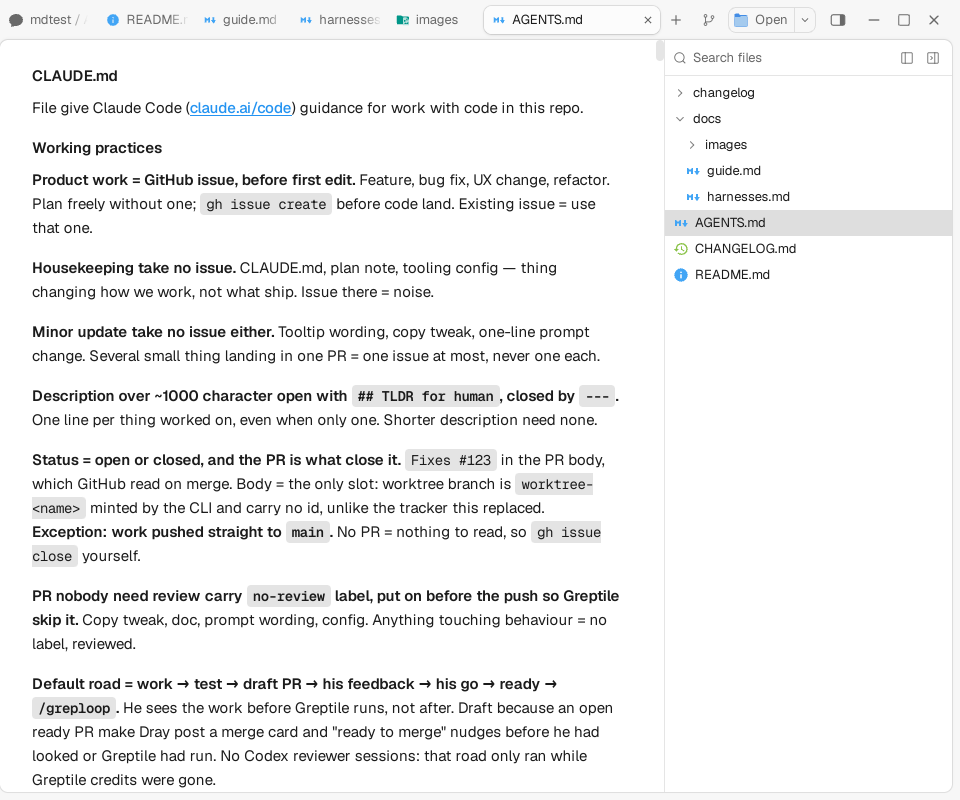 mdtest /
README.
guide.md
harnesses
images
AGENTS.md
Open
CLAUDE.md
File give Claude Code (claude.ai/code) guidance for work with code in this repo.
Working practices
Product work = GitHub issue, before first edit. Feature, bug fix, UX change, refactor.
Plan freely without one; gh issue create before code land. Existing issue = use
that one.
Housekeeping take no issue. CLAUDE.md, plan note, tooling config — thing
changing how we work, not what ship. Issue there = noise.
Minor update take no issue either. Tooltip wording, copy tweak, one-line prompt
change. Several small thing landing in one PR = one issue at most, never one each.
Description over ~1000 character open with ## TLDR for human, closed by ---.
One line per thing worked on, even when only one. Shorter description need none.
Status = open or closed, and the PR is what close it. Fixes #123 in the PR body,
which GitHub read on merge. Body = the only slot: worktree branch is worktree-
<name> minted by the CLI and carry no id, unlike the tracker this replaced.
Exception: work pushed straight to main. No PR = nothing to read, so gh issue
close yourself.
PR nobody need review carry no-review label, put on before the push so Greptile
skip it. Copy tweak, doc, prompt wording, config. Anything touching behaviour = no
label, reviewed.
Default road = work → test → draft PR → his feedback → his go → ready →
/greploop. He sees the work before Greptile runs, not after. Draft because an open
ready PR make Dray post a merge card and "ready to merge" nudges before he had
looked or Greptile had run. No Codex reviewer sessions: that road only ran while
Greptile credits were gone.
Search files
changelog
docs
images
guide.md
harnesses.md
AGENTS.md
CHANGELOG.md
README.md